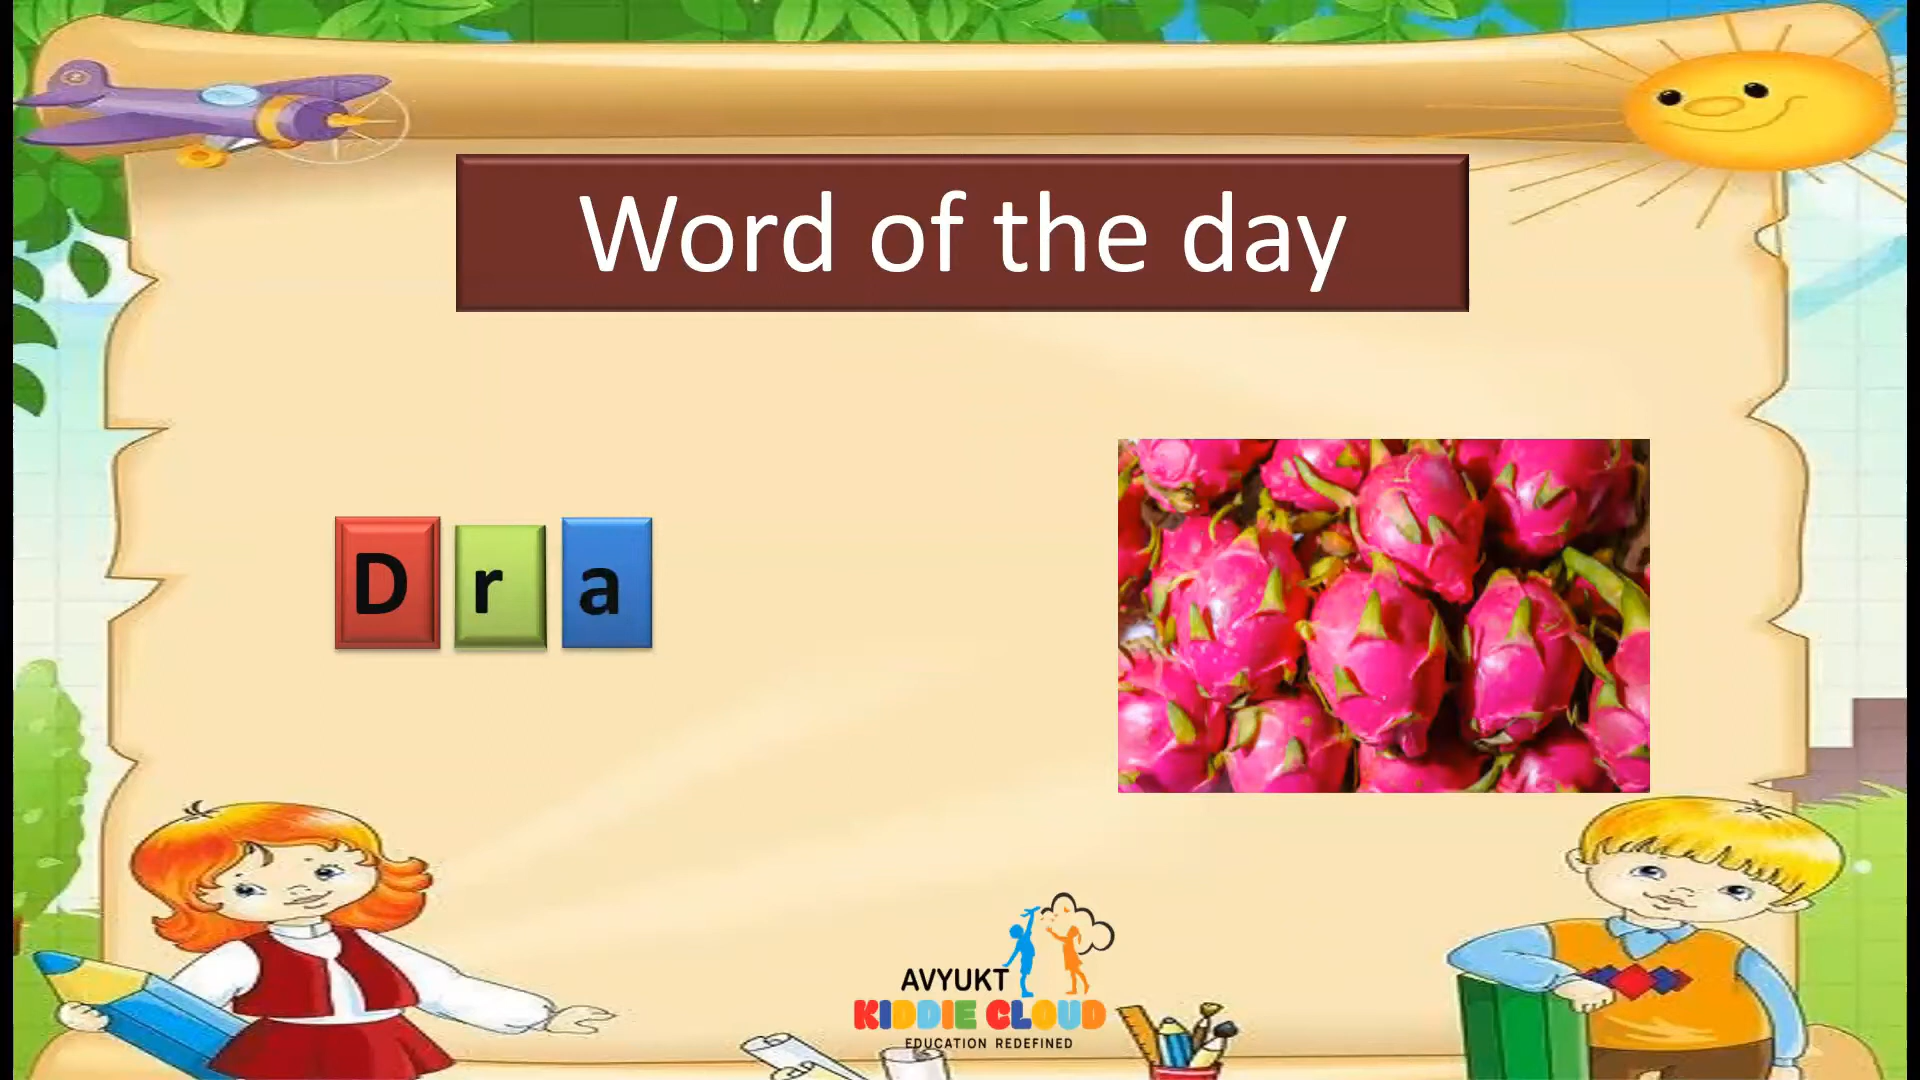 Word of the day
D r a
AVYUKT
KIDDIE CLOUD
EDUCATION REDEFINED